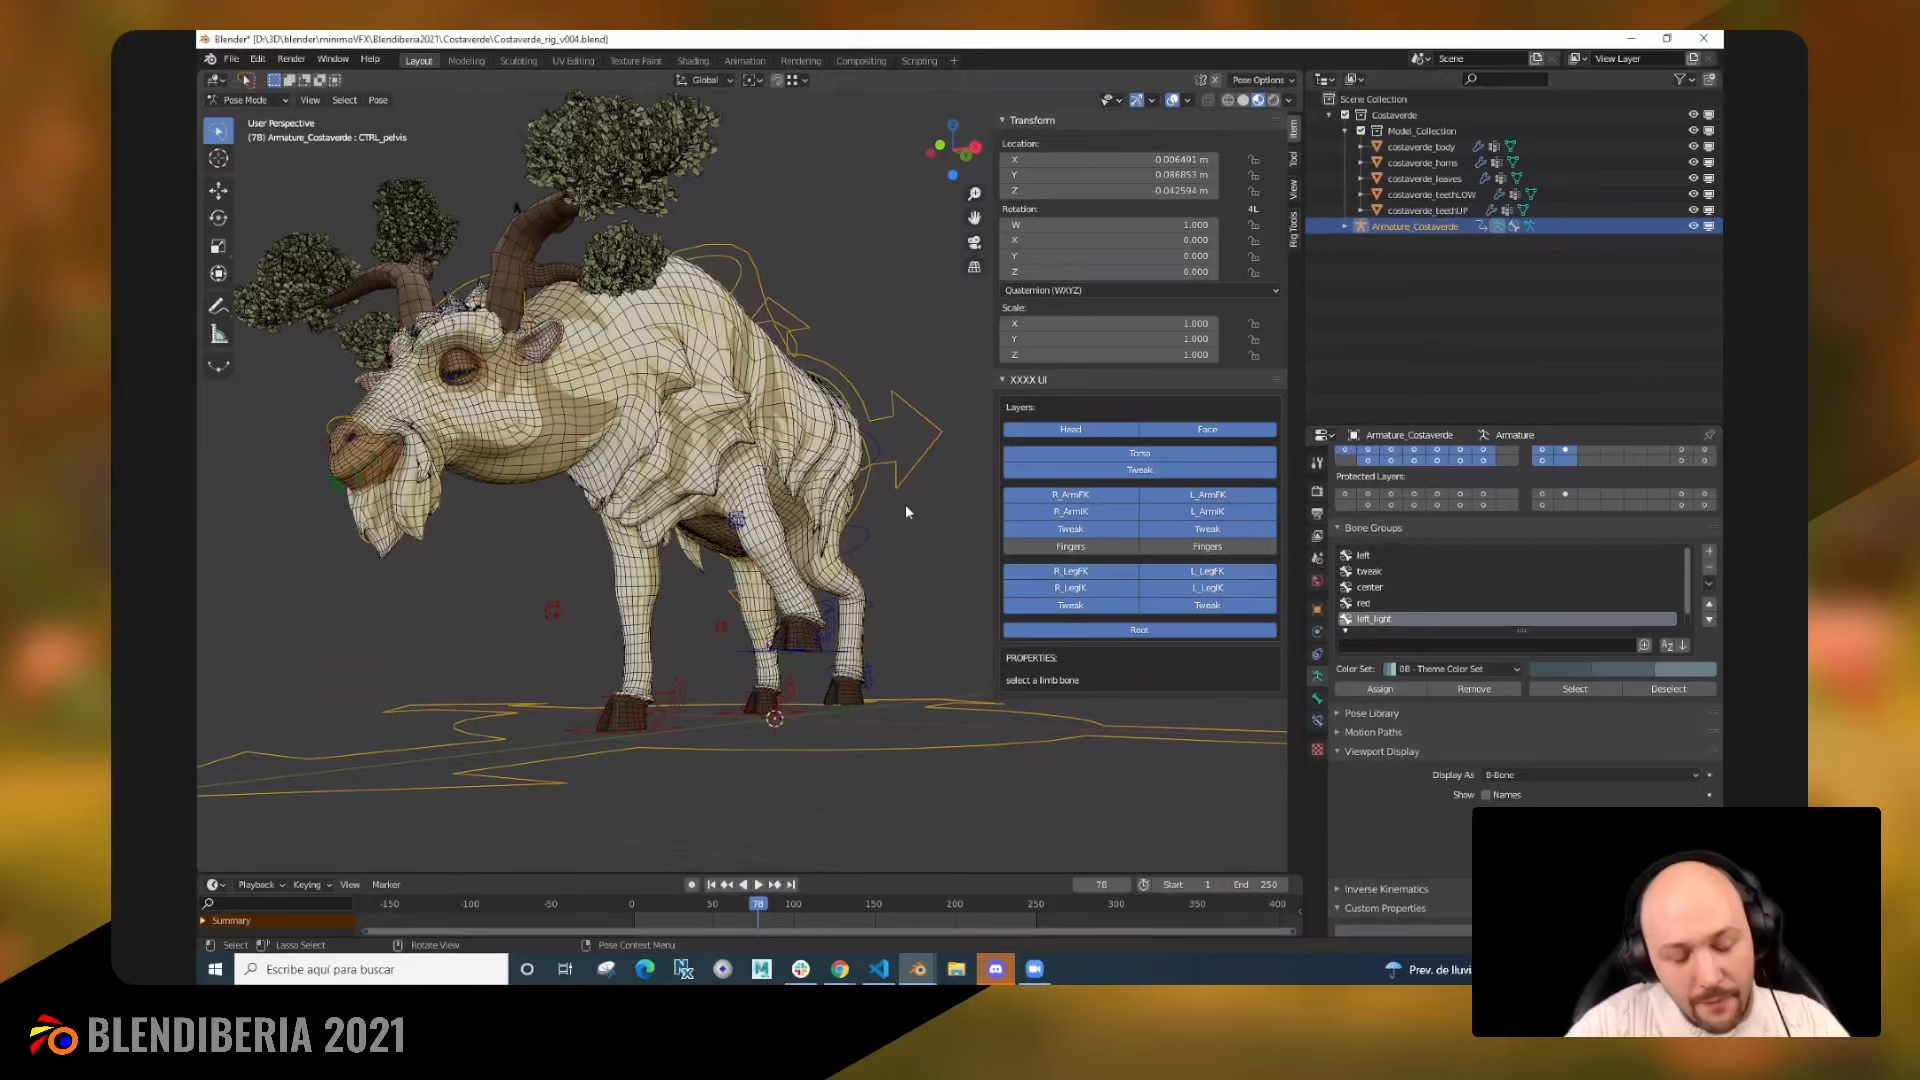 Blender* [D:\3D\blender\minimoVFX\Blendiberia2021\Costaverde\Costaverde_rig_v004.blend]
File Edit Render Window Help
Layout Modeling Sculpting UV Editing Texture Paint Shading Animation Rendering Compositing Scripting +
Scene
View Layer
Global
Pose Options
Pose Mode View Select Pose
User Perspective
(78) Armature_Costaverde : CTRL_pelvis
Transform
Location:
X -0.006491 m
Y 0.086853 m
Z -0.042594 m
Rotation: 4L
W 1.000
X 0.000
Y 0.000
Z 0.000
Quaternion (WXYZ)
Scale:
X 1.000
Y 1.000
Z 1.000
XXXX UI
Layers:
Head Face
Torso
Tweak
R_ArmFK L_ArmFK
R_ArmIK L_ArmIK
Tweak Tweak
Fingers Fingers
R_LegFK L_LegFK
R_LegIK L_LegIK
Tweak Tweak
Root
PROPERTIES:
select a limb bone
Item
Tool
View
Rig Tools
Scene Collection
Costaverde
Model_Collection
costaverde_body
costaverde_horns
costaverde_leaves
costaverde_teethLOW
costaverde_teethUP
Armature_Costaverde
Armature_Costaverde Armature
Protected Layers:
Bone Groups
left
tweak
center
red
left_light
Color Set: 08 - Theme Color Set
Assign Remove Select Deselect
Pose Library
Motion Paths
Viewport Display
Display As B-Bone
Show Names
Inverse Kinematics
Custom Properties
Playback Keying View Marker
78 Start 1 End 250
-150 -100 -50 0 50 78 100 150 200 250 300 350 400
Summary
Select Lasso Select Rotate View Pose Context Menu
Escribe aquí para buscar
Prev. de lluvi
BLENDIBERIA 2021